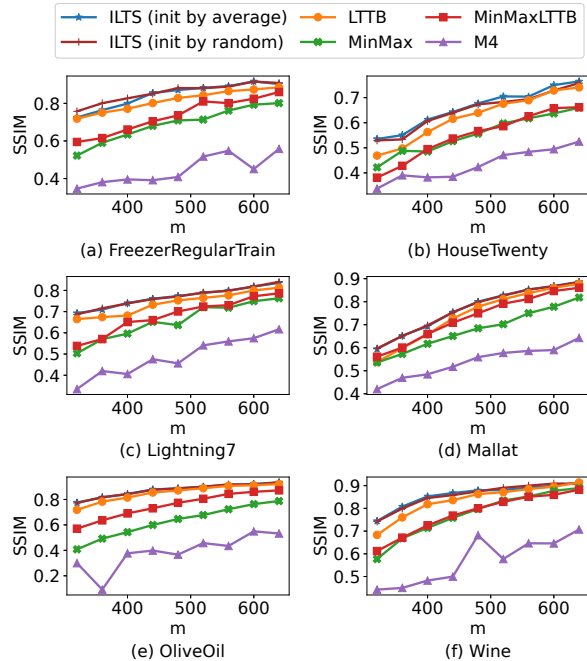 ILTS (init by average) LTTB MinMaxLTTB
ILTS (init by random) MinMax M4
SSIM 0.8 0.6 0.4
400 500 600
m
(a) FreezerRegularTrain
SSIM 0.7 0.6 0.5 0.4
400 500 600
m
(b) HouseTwenty
SSIM 0.8 0.7 0.6 0.5 0.4
400 500 600
m
(c) Lightning7
SSIM 0.9 0.8 0.7 0.6 0.5 0.4
400 500 600
m
(d) Mallat
SSIM 0.8 0.6 0.4 0.2
400 500 600
m
(e) OliveOil
SSIM 0.9 0.8 0.7 0.6 0.5
400 500 600
m
(f) Wine